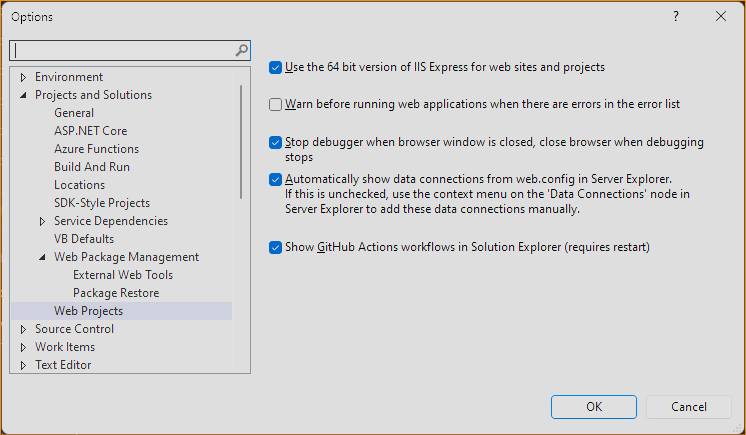 Options
Environment
Projects and Solutions
General
ASP.NET Core
Azure Functions
Build And Run
Locations
SDK-Style Projects
Service Dependencies
VB Defaults
Web Package Management
External Web Tools
Package Restore
Web Projects
Source Control
Work Items
Text Editor
Use the 64 bit version of IIS Express for web sites and projects
Warn before running web applications when there are errors in the error list
Stop debugger when browser window is closed, close browser when debugging
stops
Automatically show data connections from web.config in Server Explorer.
If this is unchecked, use the context menu on the 'Data Connections' node in
Server Explorer to add these data connections manually.
Show GitHub Actions workflows in Solution Explorer (requires restart)
OK
Cancel